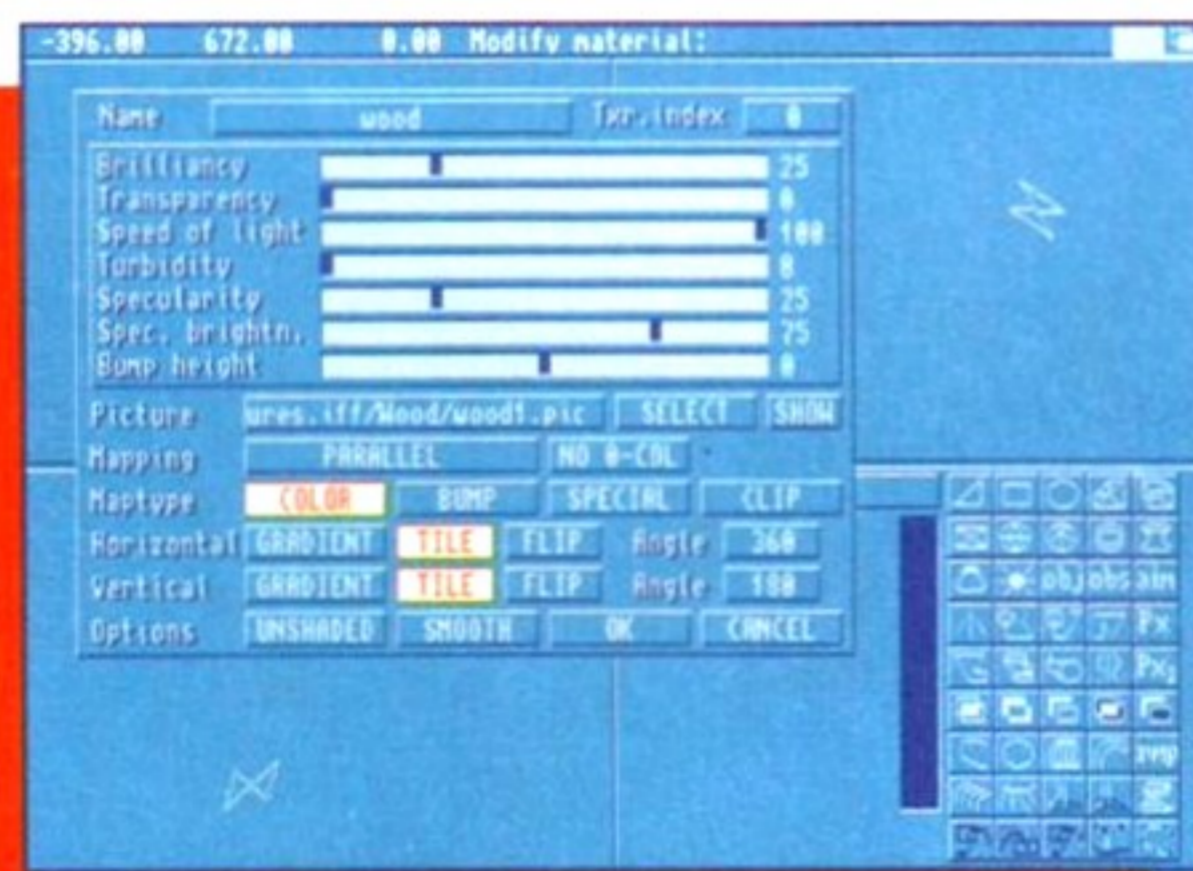 -396.00 672.00 0.00 Modify material:
Name wood Txr.index 0
Brilliancy 25
Transparency 0
Speed of light 100
Turbidity 0
Specularity 25
Spec. brightn. 75
Bump height 0
Picture ures.iff/Wood/wood1.pic SELECT SHOW
Mapping PARALLEL NO 0-COL
Maptype COLOR BUMP SPECIAL CLIP
Horizontal GRADIENT TILE FLIP Angle 360
Vertical GRADIENT TILE FLIP Angle 180
Options UNSHADED SMOOTH OK CANCEL
obj obs aim
Px